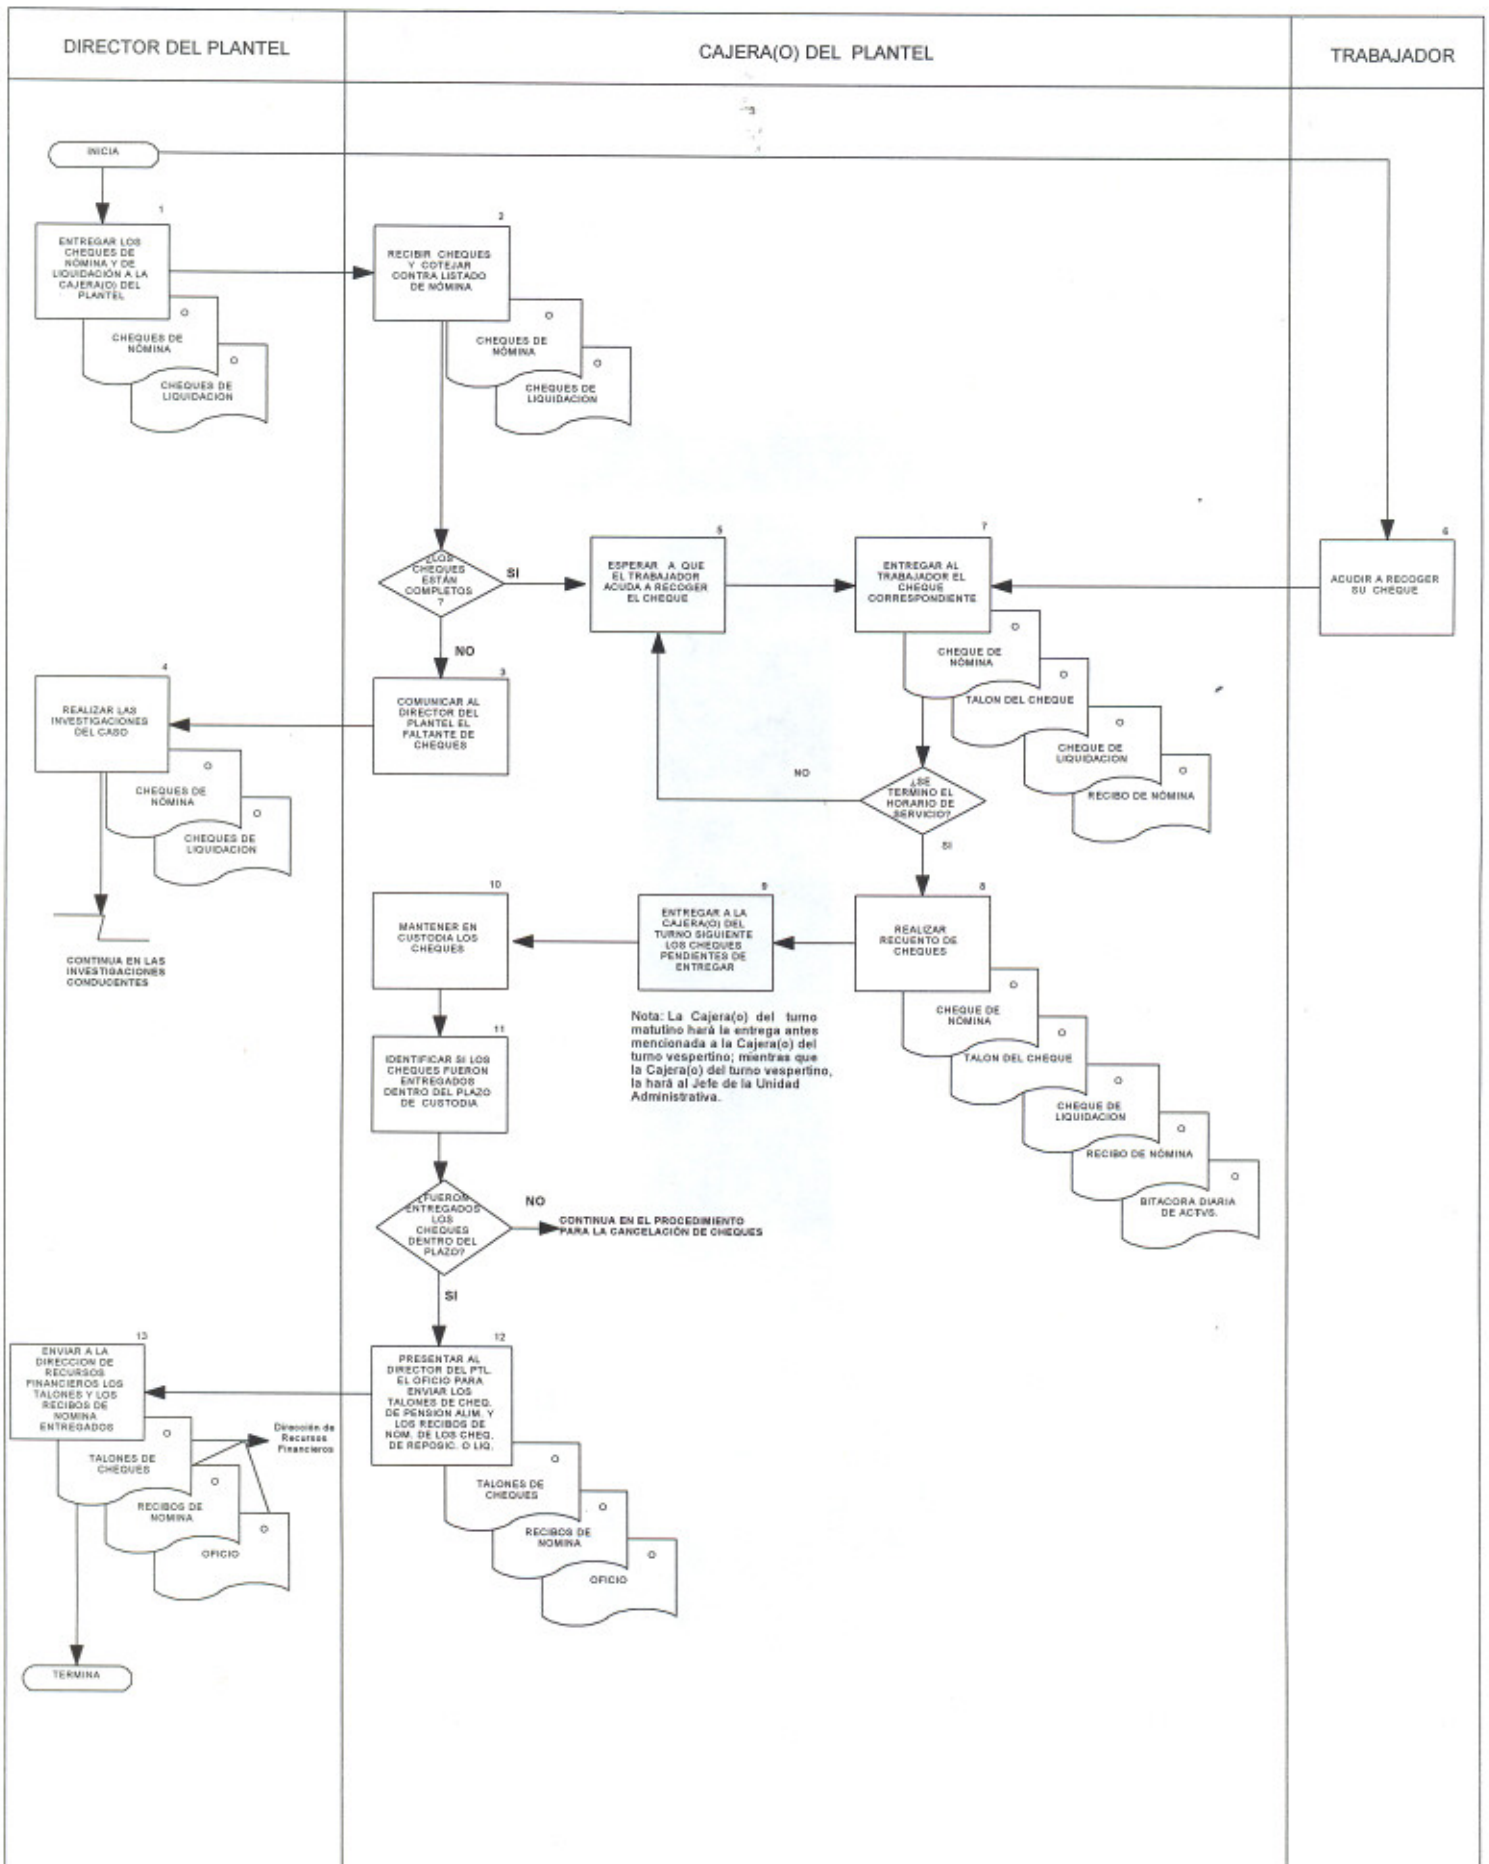 DIRECTOR DEL PLANTEL
CAJERA(O) DEL PLANTEL
TRABAJADOR
INICIA
1
ENTREGAR LOS
CHEQUES DE
NÓMINA Y DE
LIQUIDACIÓN A LA
CAJERA(O) DEL
PLANTEL
CHEQUES DE
NÓMINA
CHEQUES DE
LIQUIDACION
2
RECIBIR CHEQUES
Y COTEJAR
CONTRA LISTADO
DE NÓMINA
CHEQUES DE
NÓMINA
CHEQUES DE
LIQUIDACION
¿LOS
CHEQUES
ESTÁN
COMPLETOS
?
SI
NO
5
ESPERAR A QUE
EL TRABAJADOR
ACUDA A RECOGER
EL CHEQUE
7
ENTREGAR AL
TRABAJADOR EL
CHEQUE
CORRESPONDIENTE
CHEQUE DE
NÓMINA
TALON DEL CHEQUE
CHEQUE DE
LIQUIDACION
RECIBO DE NÓMINA
6
ACUDIR A RECOGER
SU CHEQUE
4
REALIZAR LAS
INVESTIGACIONES
DEL CASO
CHEQUES DE
NÓMINA
CHEQUES DE
LIQUIDACION
CONTINUA EN LAS
INVESTIGACIONES
CONDUCENTES
3
COMUNICAR AL
DIRECTOR DEL
PLANTEL EL
FALTANTE DE
CHEQUES
NO
¿SE
TERMINO EL
HORARIO DE
SERVICIO?
SI
10
MANTENER EN
CUSTODIA LOS
CHEQUES
9
ENTREGAR A LA
CAJERA(O) DEL
TURNO SIGUIENTE
LOS CHEQUES
PENDIENTES DE
ENTREGAR
8
REALIZAR
RECUENTO DE
CHEQUES
CHEQUE DE
NÓMINA
TALON DEL CHEQUE
CHEQUE DE
LIQUIDACION
RECIBO DE NÓMINA
BITACORA DIARIA
DE ACTVS.
Nota: La Cajera(o) del turno
matutino hará la entrega antes
mencionada a la Cajera(o) del
turno vespertino; mientras que
la Cajera(o) del turno vespertino,
la hará al Jefe de la Unidad
Administrativa.
11
IDENTIFICAR SI LOS
CHEQUES FUERON
ENTREGADOS
DENTRO DEL PLAZO
DE CUSTODIA
¿FUERON
ENTREGADOS
LOS
CHEQUES
DENTRO DEL
PLAZO?
NO
CONTINUA EN EL PROCEDIMIENTO
PARA LA CANCELACIÓN DE CHEQUES
SI
13
ENVIAR A LA
DIRECCION DE
RECURSOS
FINANCIEROS LOS
TALONES Y LOS
RECIBOS DE
NOMINA
ENTREGADOS
TALONES DE
CHEQUES
RECIBOS DE
NOMINA
OFICIO
Dirección de
Recursos
Financieros
TERMINA
12
PRESENTAR AL
DIRECTOR DEL PTL.
EL OFICIO PARA
ENVIAR LOS
TALONES DE CHEQ.
DE PENSION ALIM. Y
LOS RECIBOS DE
NOM. DE LOS CHEQ.
DE REPOSIC. O LIQ.
TALONES DE
CHEQUES
RECIBOS DE
NOMINA
OFICIO